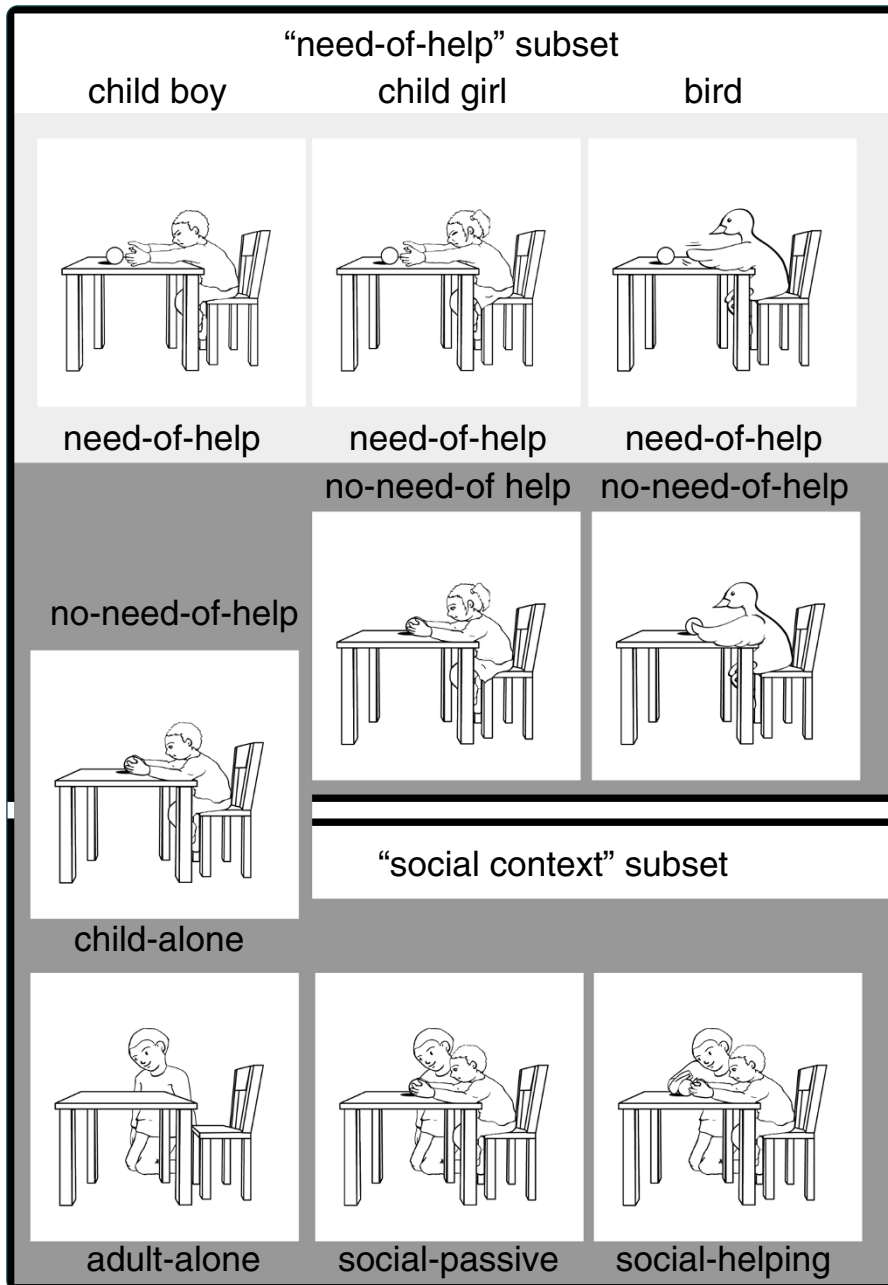 “need-of-help” subset
child boy child girl bird
need-of-help need-of-help need-of-help
no-need-of help no-need-of-help
no-need-of-help
“social context” subset
child-alone
adult-alone social-passive social-helping